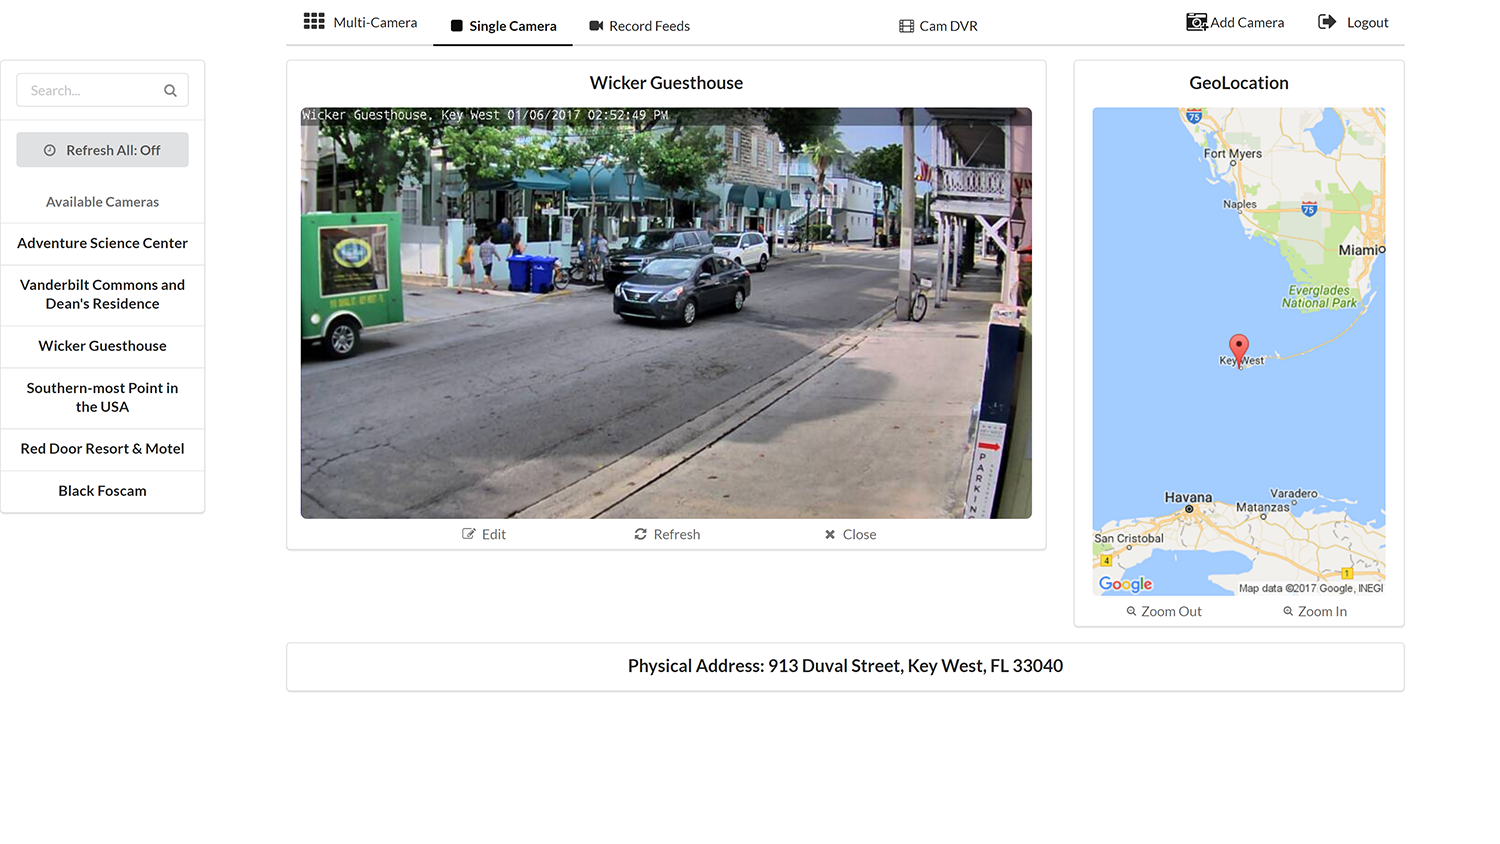 Multi-Camera
Single Camera
Record Feeds
Cam DVR
Add Camera
Logout
Search...
Refresh All: Off
Available Cameras
Adventure Science Center
Vanderbilt Commons and
Dean's Residence
Wicker Guesthouse
Southern-most Point in
the USA
Red Door Resort & Motel
Black Foscam
Wicker Guesthouse
Wicker Guesthouse, Key West 01/06/2017 02:52:49 PM
PARKING
Edit
Refresh
Close
GeoLocation
75
Fort Myers
Naples
75
Miami
Everglades
National Park
Key West
Havana
Varadero
Matanzas
San Cristobal
4
1
Google
Map data ©2017 Google, INEGI
Zoom Out
Zoom In
Physical Address: 913 Duval Street, Key West, FL 33040